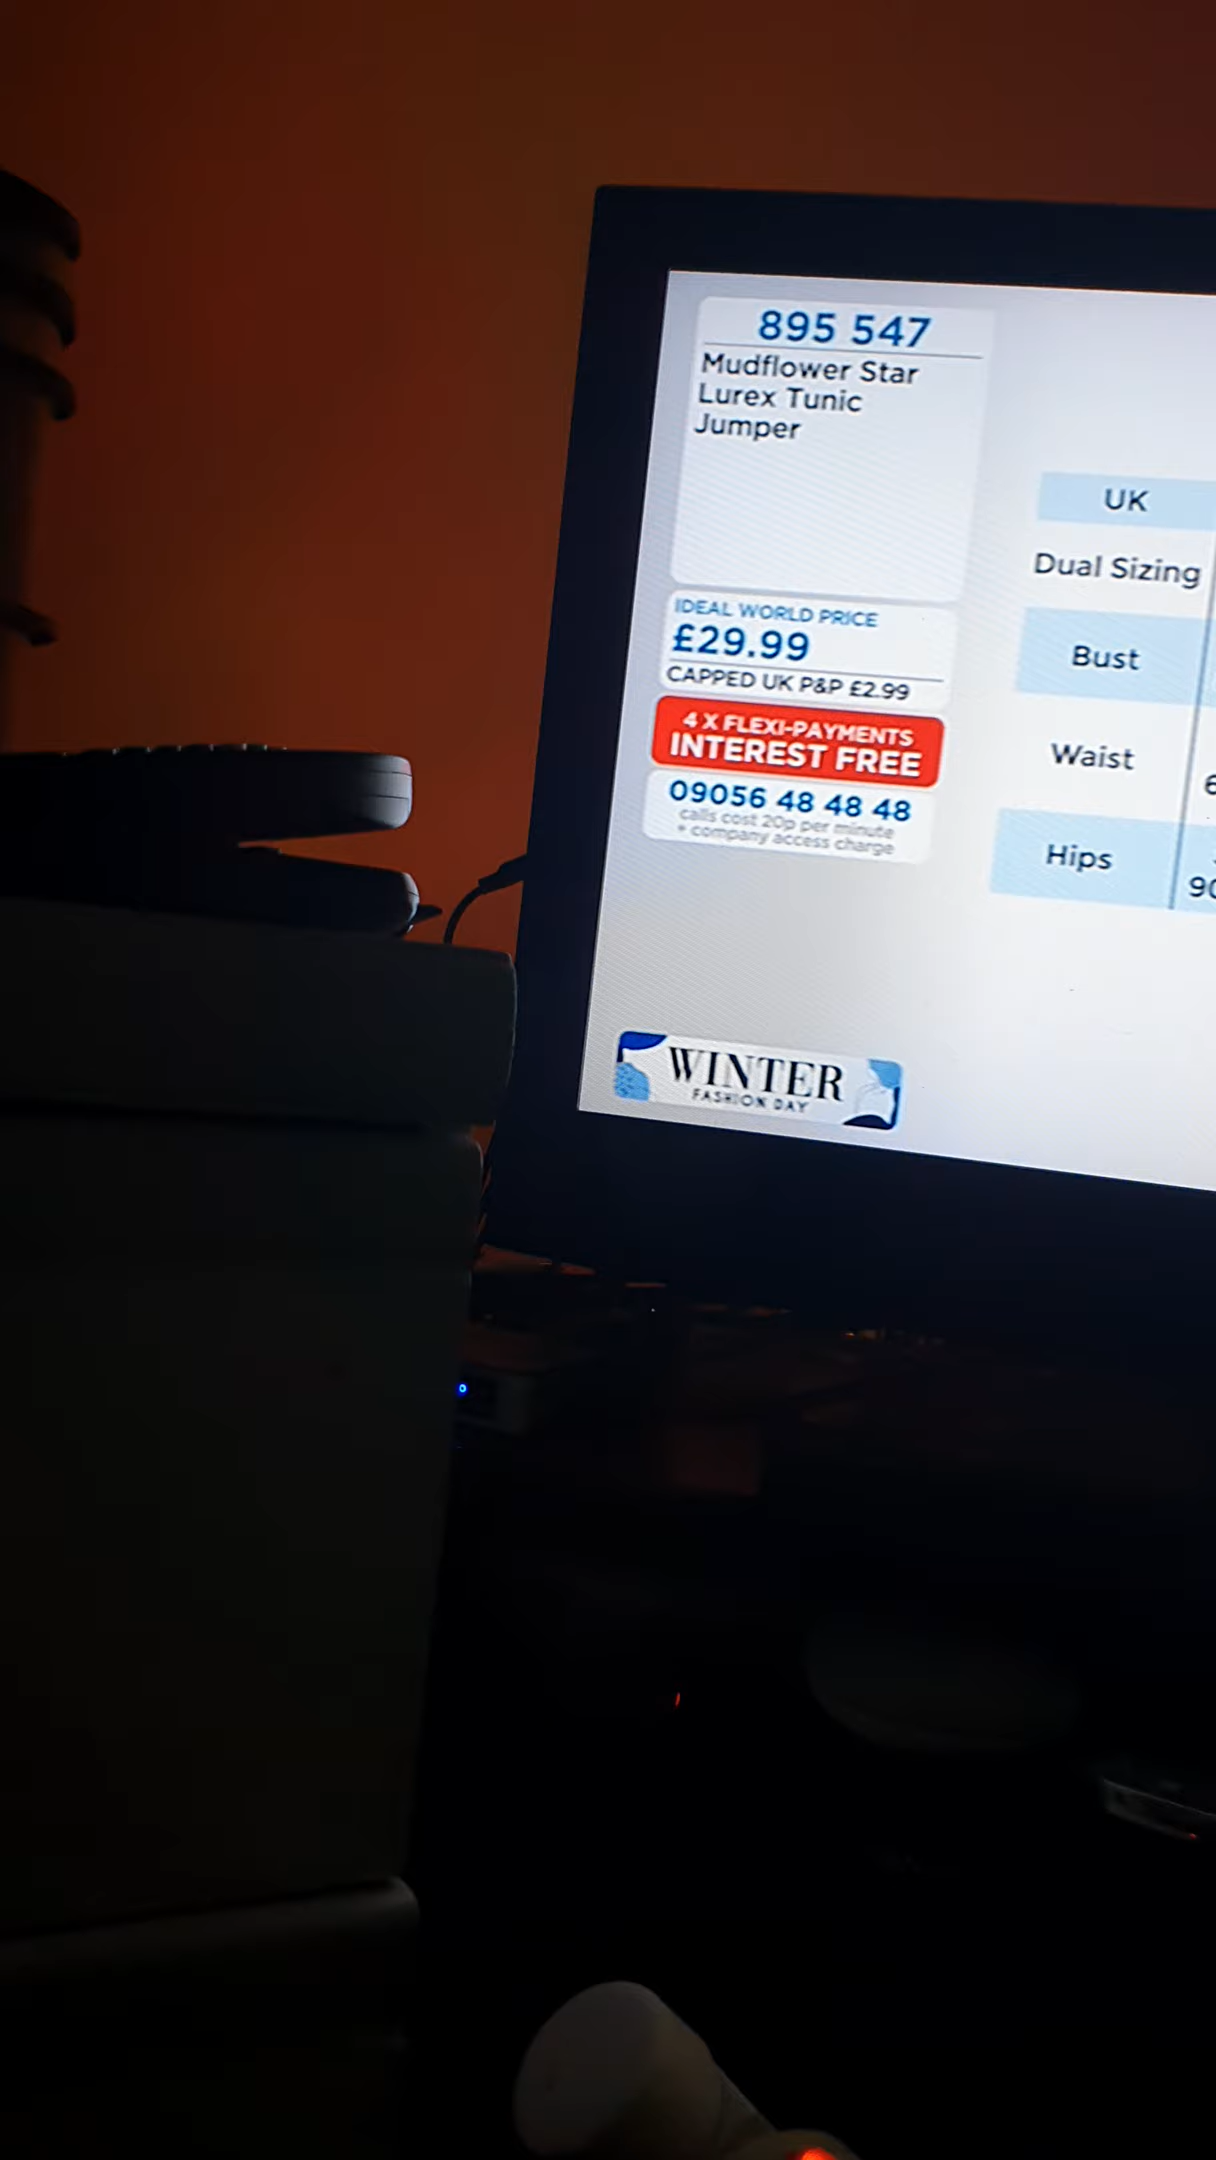 895 547
Mudflower Star
Lurex Tunic
Jumper
UK
Dual Sizing
Bust
Waist
Hips
IDEAL WORLD PRICE
£29.99
CAPPED UK P&P £2.99
4 X FLEXI-PAYMENTS
INTEREST FREE
09056 48 48 48
calls cost 20p per minute
+ company access charge
6
90
WINTER
FASHION DAY